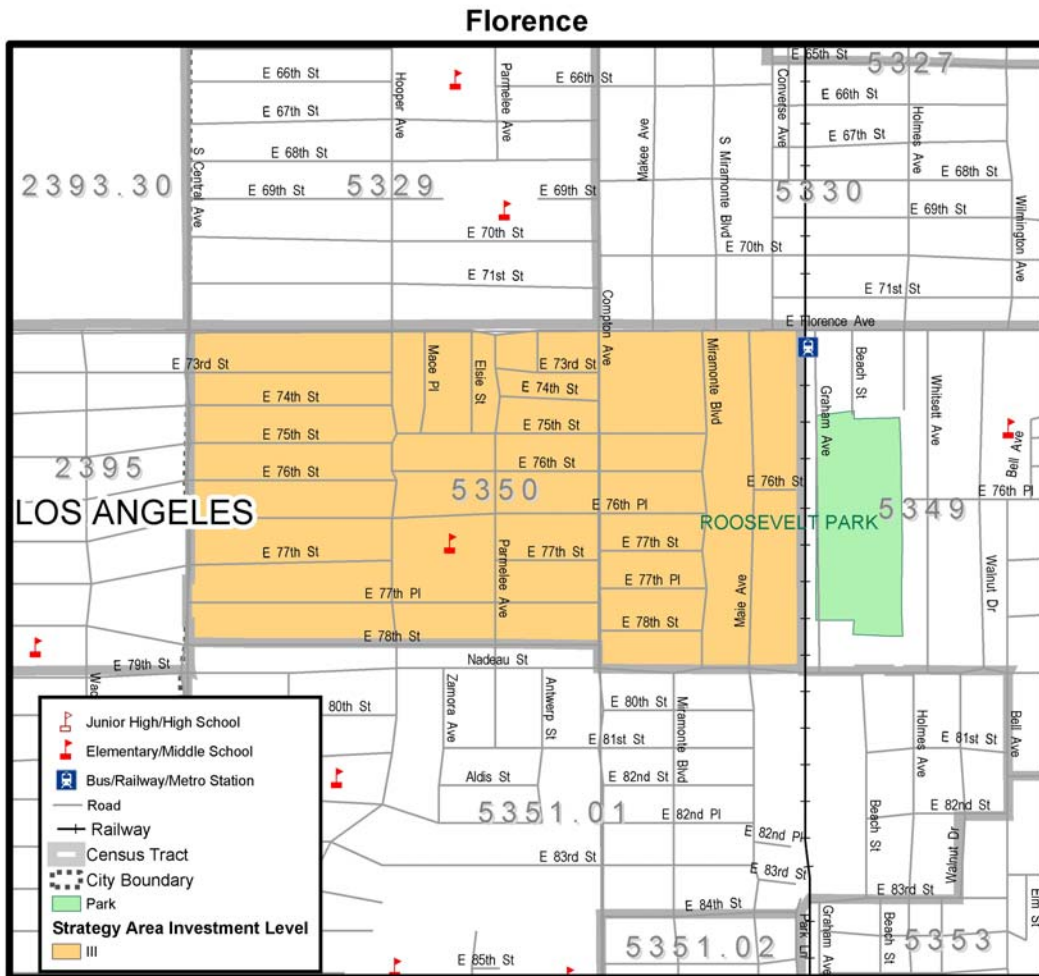 Florence
E 65th St
5327
E 66th St
Hooper Ave
Parmelee Ave
E 66th St
Converse Ave
E 66th St
E 67th St
Makee Ave
S Miramonte Blvd
Holmes Ave
E 67th St
S Central Ave
E 68th St
E 68th St
2393.30
E 69th St
5329
E 69th St
5330
E 69th St
Wilmington Ave
E 70th St
E 70th St
E 71st St
E 71st St
Compton Ave
E Florence Ave
E 73rd St
Mace Pl
Elsie St
E 73rd St
Miramonte Blvd
Graham Ave
Beach St
Whitsett Ave
E 74th St
E 74th St
E 75th St
E 75th St
Bell Ave
2395
E 76th St
E 76th St
E 76th St
5350
E 76th Pl
E 76th Pl
5349
LOS ANGELES
ROOSEVELT PARK
E 77th St
Parmelee Ave
E 77th St
E 77th St
Walnut Dr
E 77th Pl
E 77th Pl
Maie Ave
E 78th St
E 78th St
E 79th St
Nadeau St
Zamora Ave
Antwerp St
Miramonte Blvd
80th St
E 80th St
Holmes Ave
Bell Ave
E 81st St
E 81st St
Aldis St
E 82nd St
5351.01
E 82nd Pl
E 82nd Pl
Beach St
E 82nd St
Walnut Dr
E 83rd St
E 83rd St
E 83rd St
Elm St
E 84th St
5351.02
Park Ln
Graham Ave
Beach St
5353
E 85th St
Junior High/High School
Elementary/Middle School
Bus/Railway/Metro Station
Road
Railway
Census Tract
City Boundary
Park
Strategy Area Investment Level
III